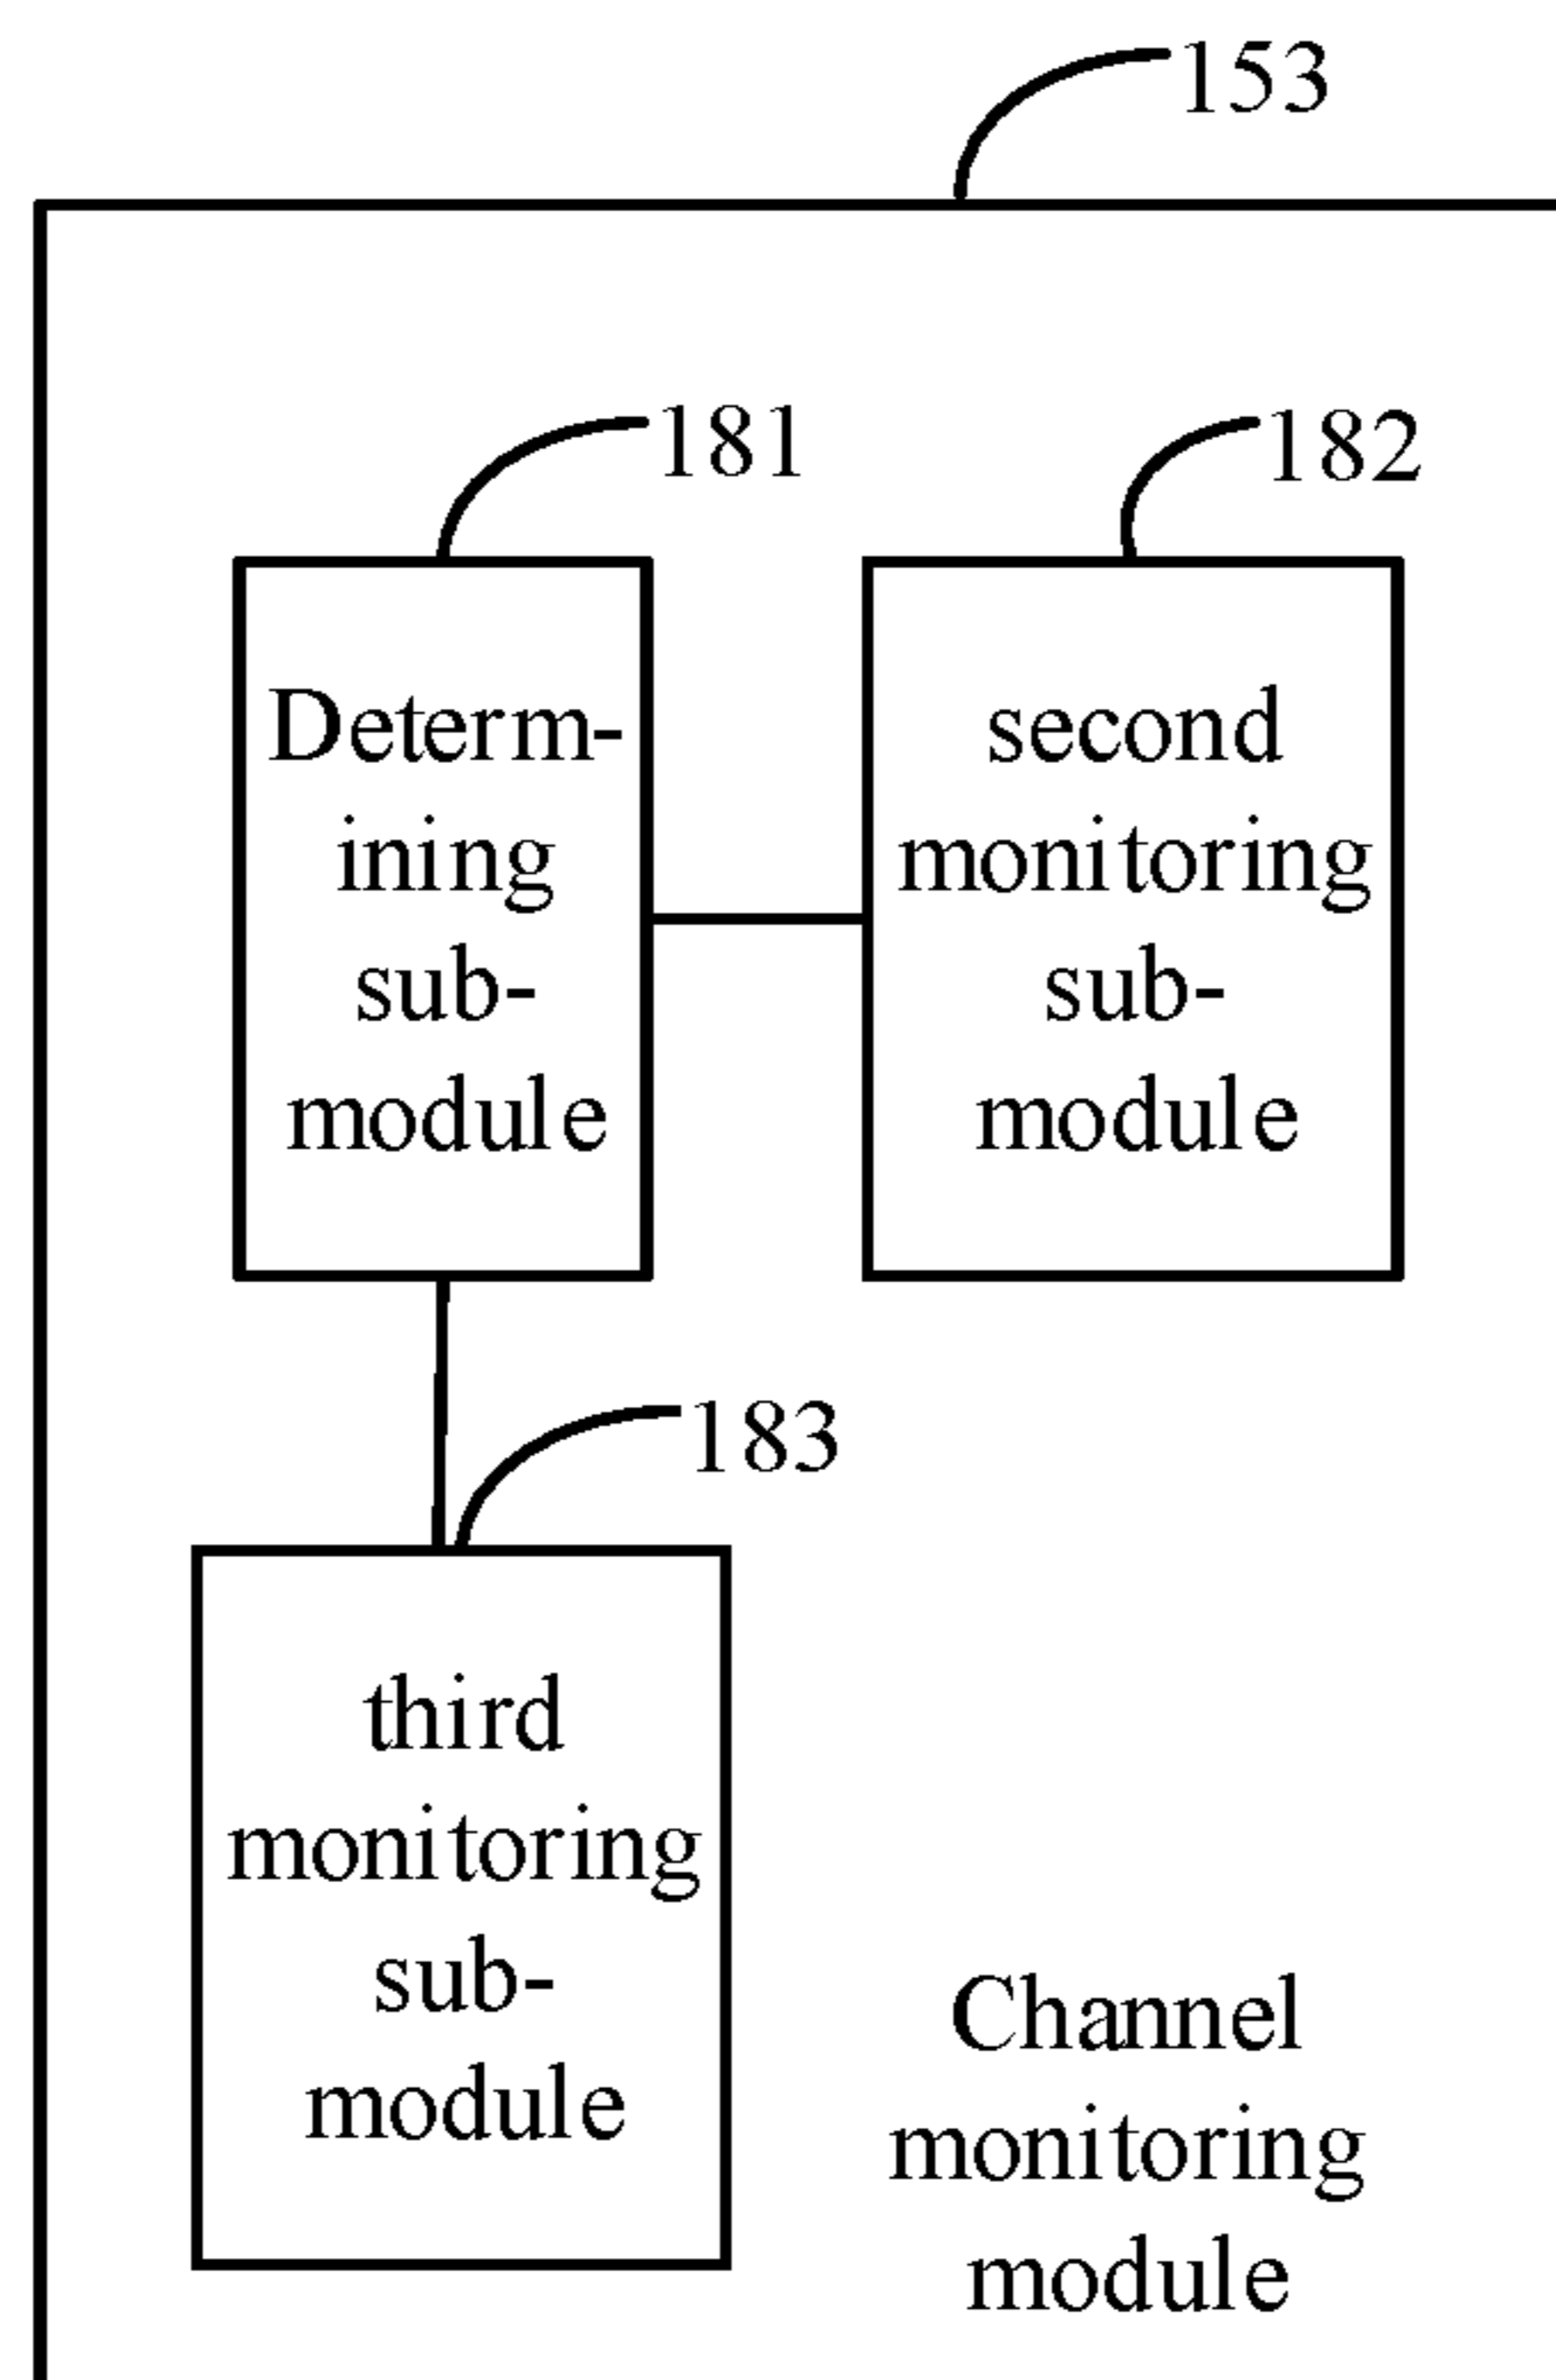 153
181
182
Determ-
ining
sub-
module
second
monitoring
sub-
module
183
third
monitoring
sub-
module
Channel
monitoring
module